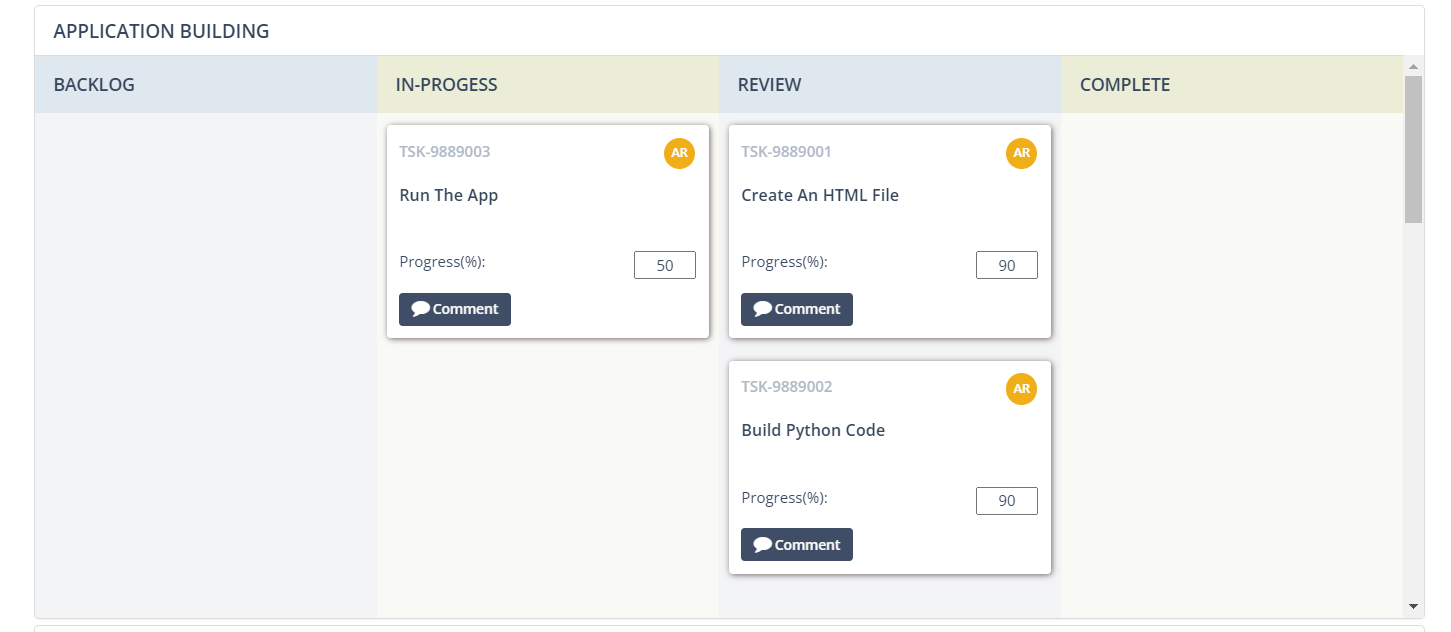 APPLICATION BUILDING
BACKLOG
IN-PROGESS
REVIEW
COMPLETE
TSK-9889003
AR
Run The App
Progress(%):
50
Comment
TSK-9889001
AR
Create An HTML File
Progress(%):
90
Comment
TSK-9889002
AR
Build Python Code
Progress(%):
90
Comment